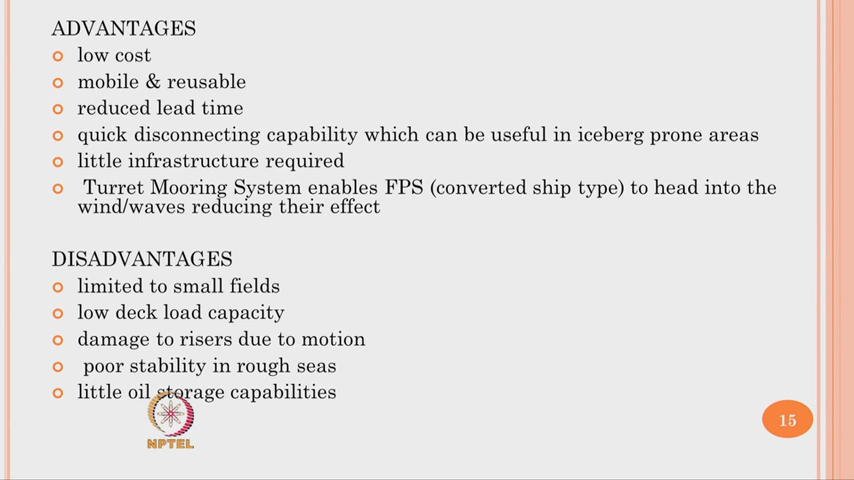 ADVANTAGES
low cost
mobile & reusable
reduced lead time
quick disconnecting capability which can be useful in iceberg prone areas
little infrastructure required
Turret Mooring System enables FPS (converted ship type) to head into the
wind/waves reducing their effect
DISADVANTAGES
limited to small fields
low deck load capacity
damage to risers due to motion
poor stability in rough seas
little oil storage capabilities
NPTEL
15